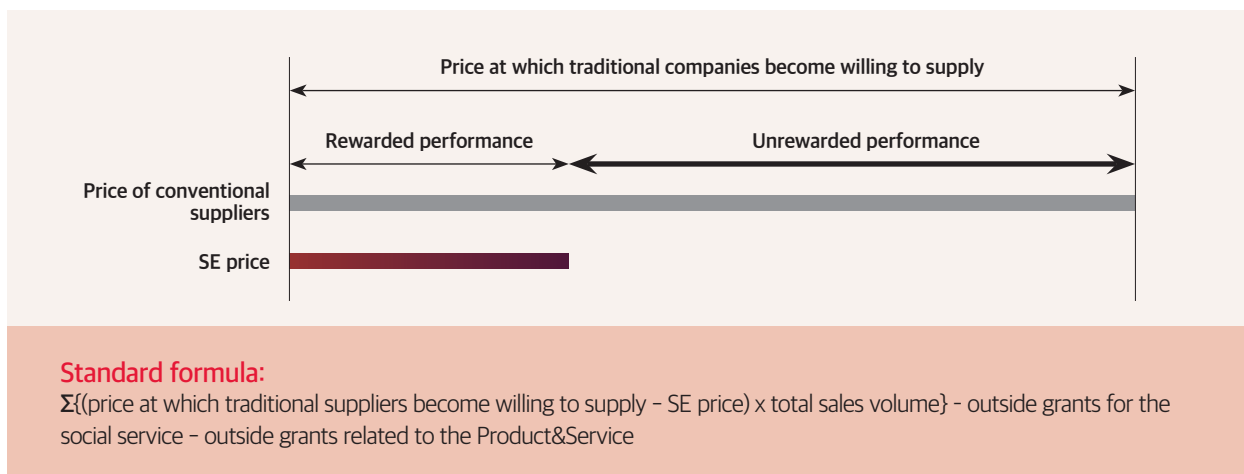 Price at which traditional companies become willing to supply
Rewarded performance
Unrewarded performance
Price of conventional
suppliers
SE price
Standard formula:
Σ{(price at which traditional suppliers become willing to supply – SE price) x total sales volume} - outside grants for the
social service – outside grants related to the Product&Service